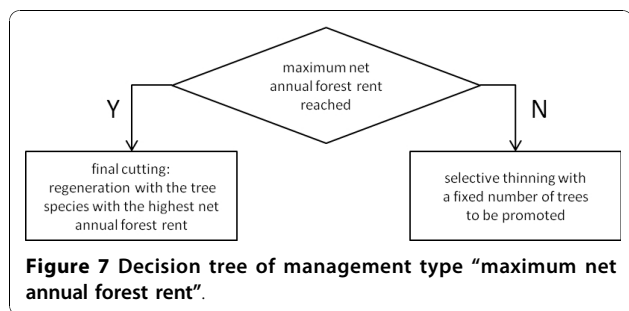 maximum net
annual forest rent
reached
Y
N
final cutting:
regeneration with the tree
species with the highest net
annual forest rent
selective thinning with
a fixed number of trees
to be promoted
Figure 7 Decision tree of management type “maximum net
annual forest rent”.